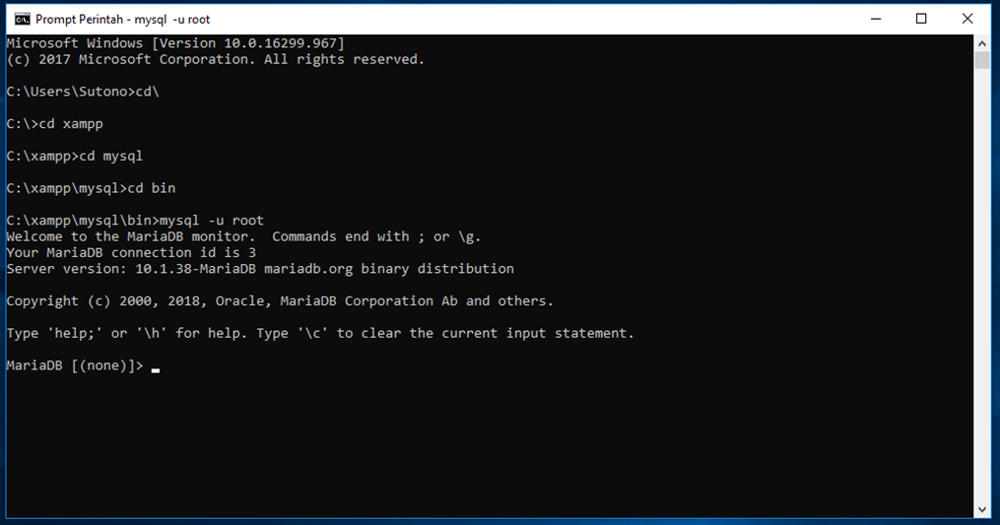 Prompt Perintah - mysql  -u root
Microsoft Windows [Version 10.0.16299.967]
(c) 2017 Microsoft Corporation. All rights reserved.
C:\Users\Sutono>cd\
C:\>cd xampp
C:\xampp>cd mysql
C:\xampp\mysql>cd bin
C:\xampp\mysql\bin>mysql -u root
Welcome to the MariaDB monitor.  Commands end with ; or \g.
Your MariaDB connection id is 3
Server version: 10.1.38-MariaDB mariadb.org binary distribution
Copyright (c) 2000, 2018, Oracle, MariaDB Corporation Ab and others.
Type 'help;' or '\h' for help. Type '\c' to clear the current input statement.
MariaDB [(none)]> _